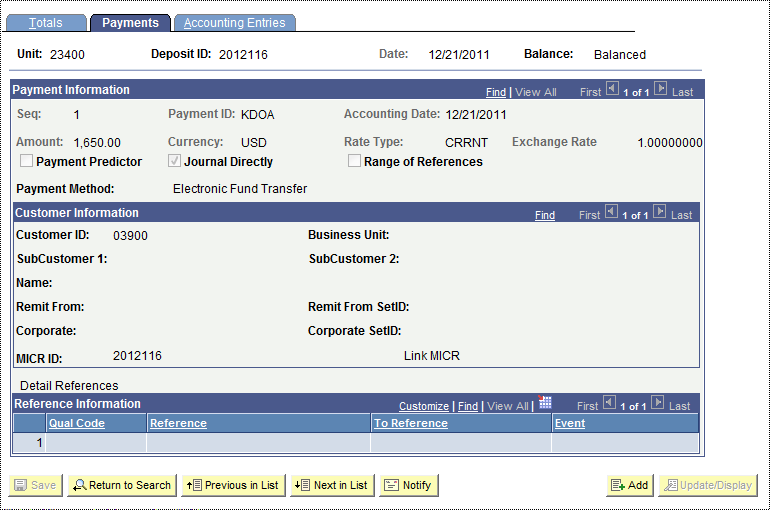 Totals Payments Accounting Entries
Unit: 23400 Deposit ID: 2012116 Date: 12/21/2011 Balance: Balanced
Payment Information Find | View All First 1 of 1 Last
Seq: 1 Payment ID: KDOA Accounting Date: 12/21/2011
Amount: 1,650.00 Currency: USD Rate Type: CRRNT Exchange Rate 1.00000000
Payment Predictor Journal Directly Range of References
Payment Method: Electronic Fund Transfer
Customer Information Find First 1 of 1 Last
Customer ID: 03900 Business Unit:
SubCustomer 1: SubCustomer 2:
Name:
Remit From: Remit From SetID:
Corporate: Corporate SetID:
MICR ID: 2012116 Link MICR
Detail References
Reference Information Customize | Find | View All | First 1 of 1 Last
Qual Code Reference To Reference Event
1
Save Return to Search Previous in List Next in List Notify Add Update/Display